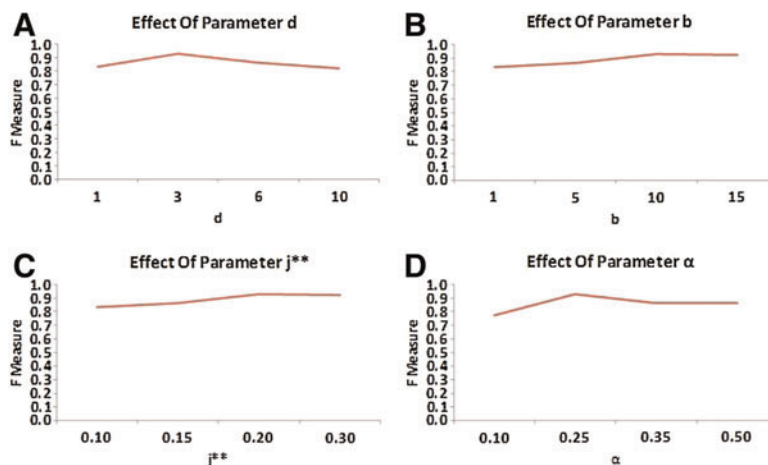 A
Effect Of Parameter d
F Measure
1.0
0.9
0.8
0.7
0.6
0.5
0.4
0.3
0.2
0.1
0.0
1 3 6 10
d
B
Effect Of Parameter b
F Measure
1.0
0.9
0.8
0.7
0.6
0.5
0.4
0.3
0.2
0.1
0.0
1 5 10 15
b
C
Effect Of Parameter j**
F Measure
1.0
0.9
0.8
0.7
0.6
0.5
0.4
0.3
0.2
0.1
0.0
0.10 0.15 0.20 0.30
j**
D
Effect Of Parameter α
F Measure
1.0
0.9
0.8
0.7
0.6
0.5
0.4
0.3
0.2
0.1
0.0
0.10 0.25 0.35 0.50
α